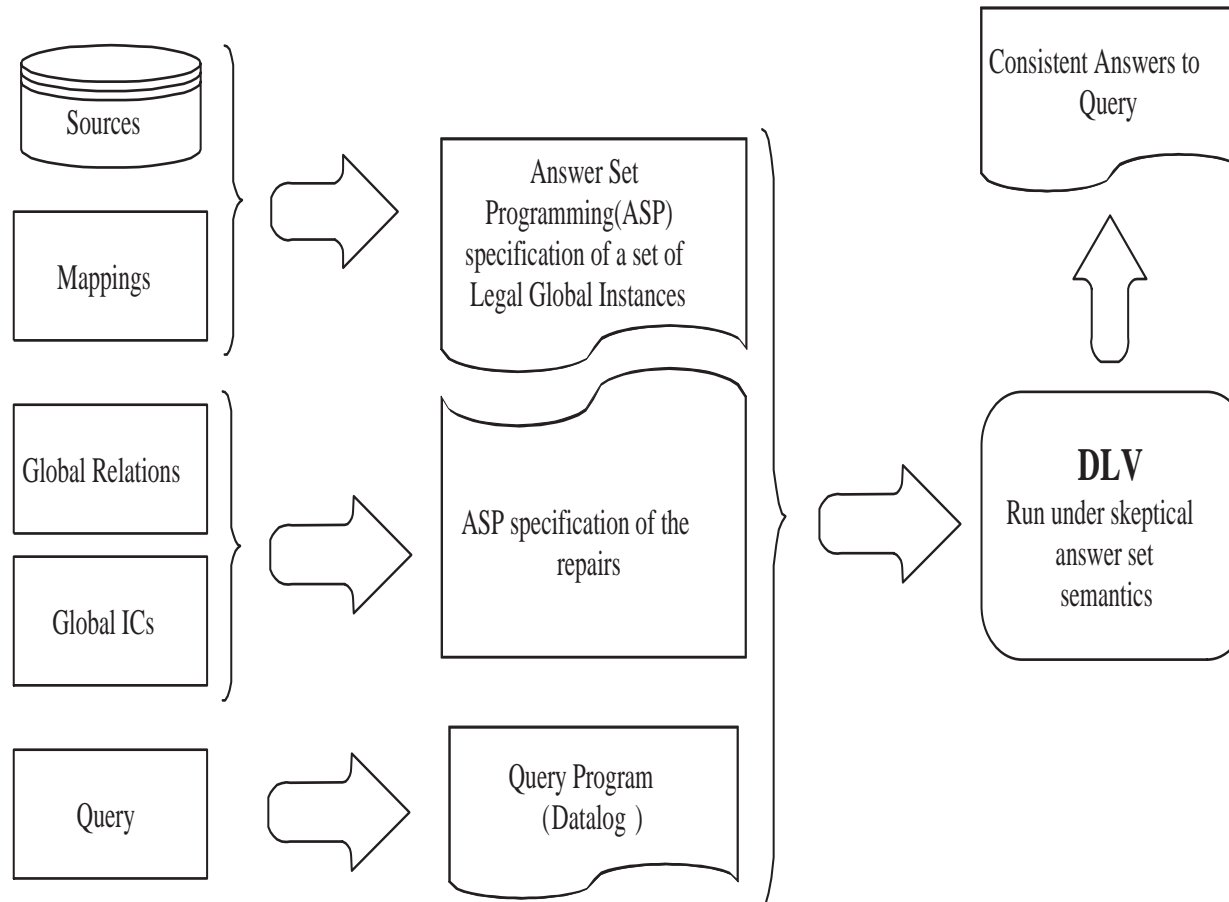 Sources
Mappings
Global Relations
Global ICs
Query
Answer Set
Programming(ASP)
specification of a set of
Legal Global Instances
ASP specification of the
repairs
Query Program
(Datalog )
DLV
Run under skeptical
answer set
semantics
Consistent Answers to
Query